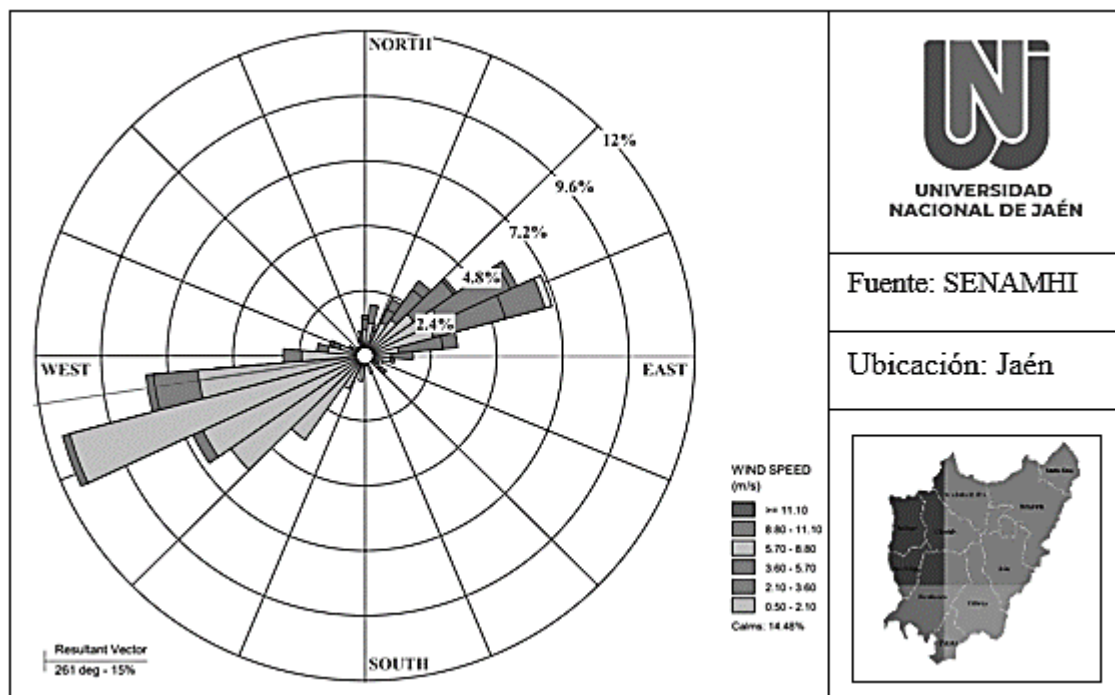 NORTH
12%
9.6%
7.2%
4.8%
2.4%
WEST
EAST
SOUTH
WIND SPEED
(m/s)
>= 11.10
8.80 - 11.10
5.70 - 8.80
3.60 - 5.70
2.10 - 3.60
0.50 - 2.10
Calms: 14.48%
Resultant Vector
261 deg - 15%
UNJ
UNIVERSIDAD
NACIONAL DE JAÉN
Fuente: SENAMHI
Ubicación: Jaén